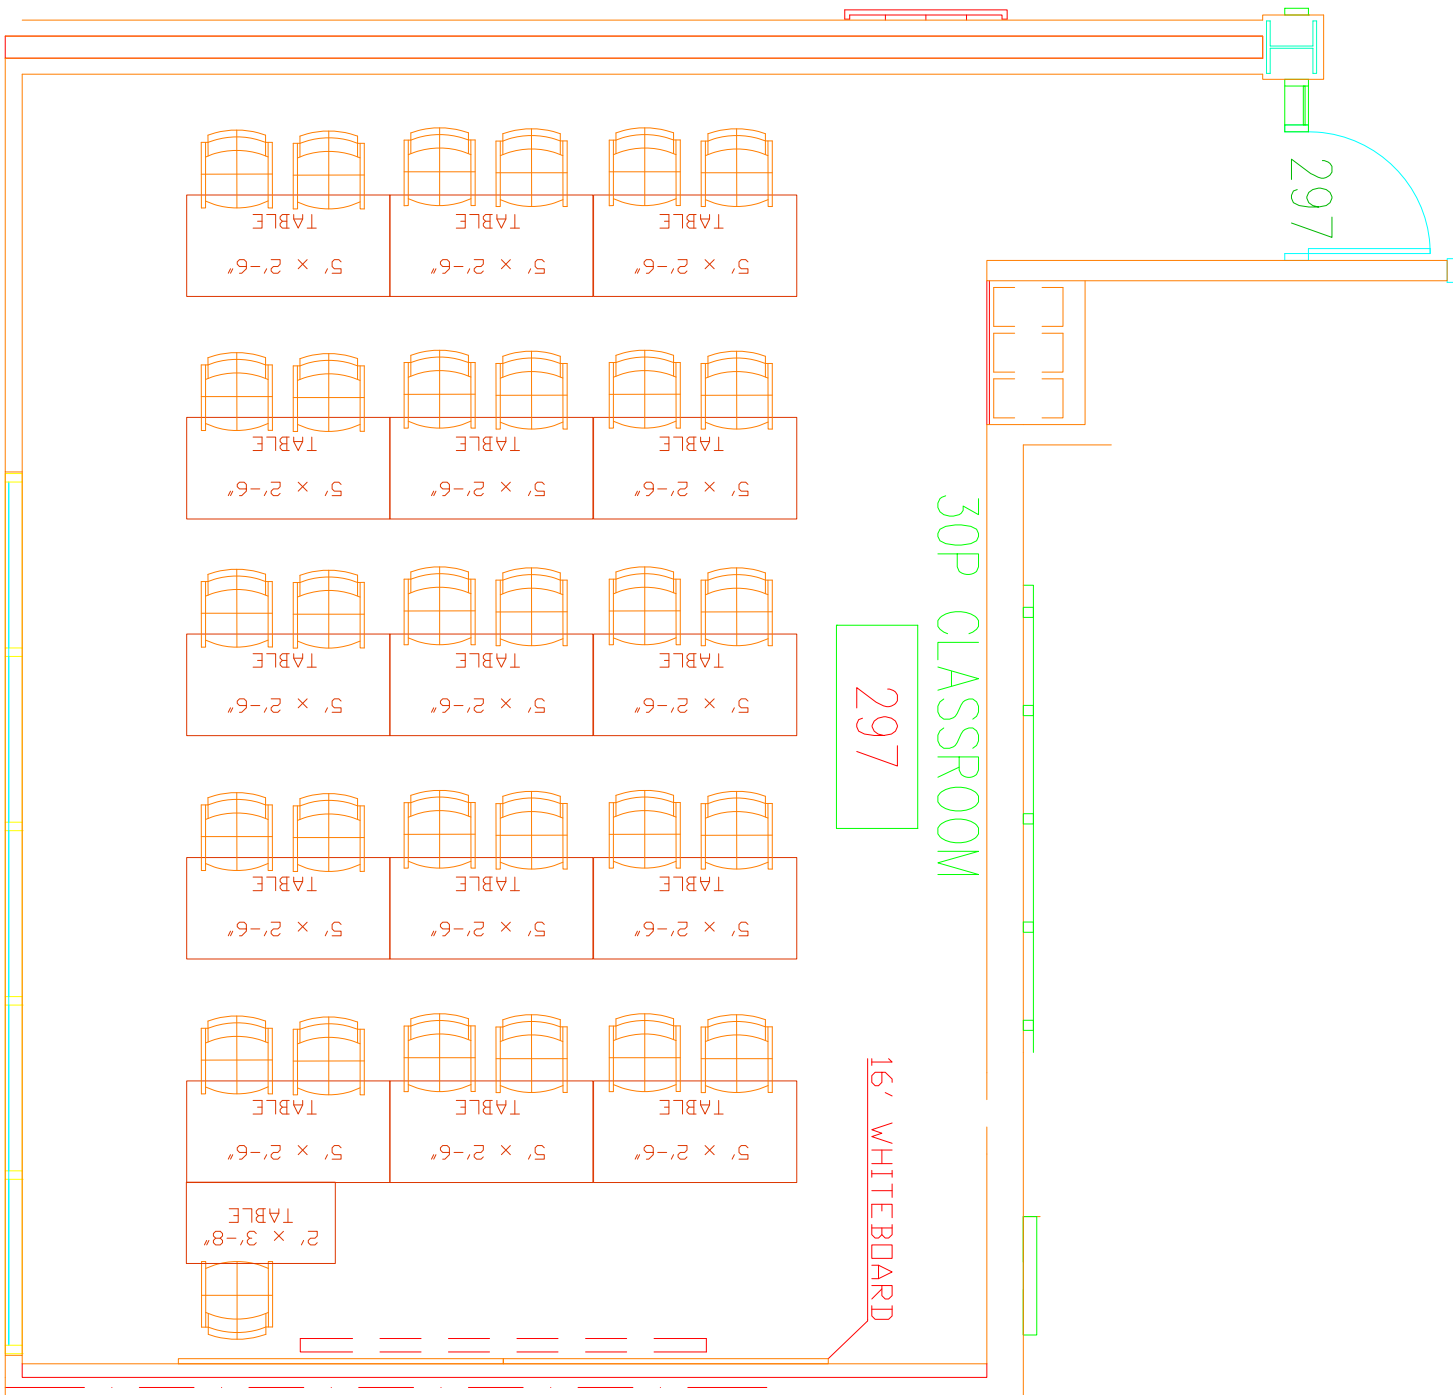 297
5' x 2'-6"
TABLE
5' x 2'-6"
TABLE
5' x 2'-6"
TABLE
5' x 2'-6"
TABLE
5' x 2'-6"
TABLE
5' x 2'-6"
TABLE
30P CLASSROOM
297
5' x 2'-6"
TABLE
5' x 2'-6"
TABLE
5' x 2'-6"
TABLE
5' x 2'-6"
TABLE
5' x 2'-6"
TABLE
5' x 2'-6"
TABLE
5' x 2'-6"
TABLE
5' x 2'-6"
TABLE
5' x 2'-6"
TABLE
16' WHITEBOARD
2' x 3'-8"
TABLE